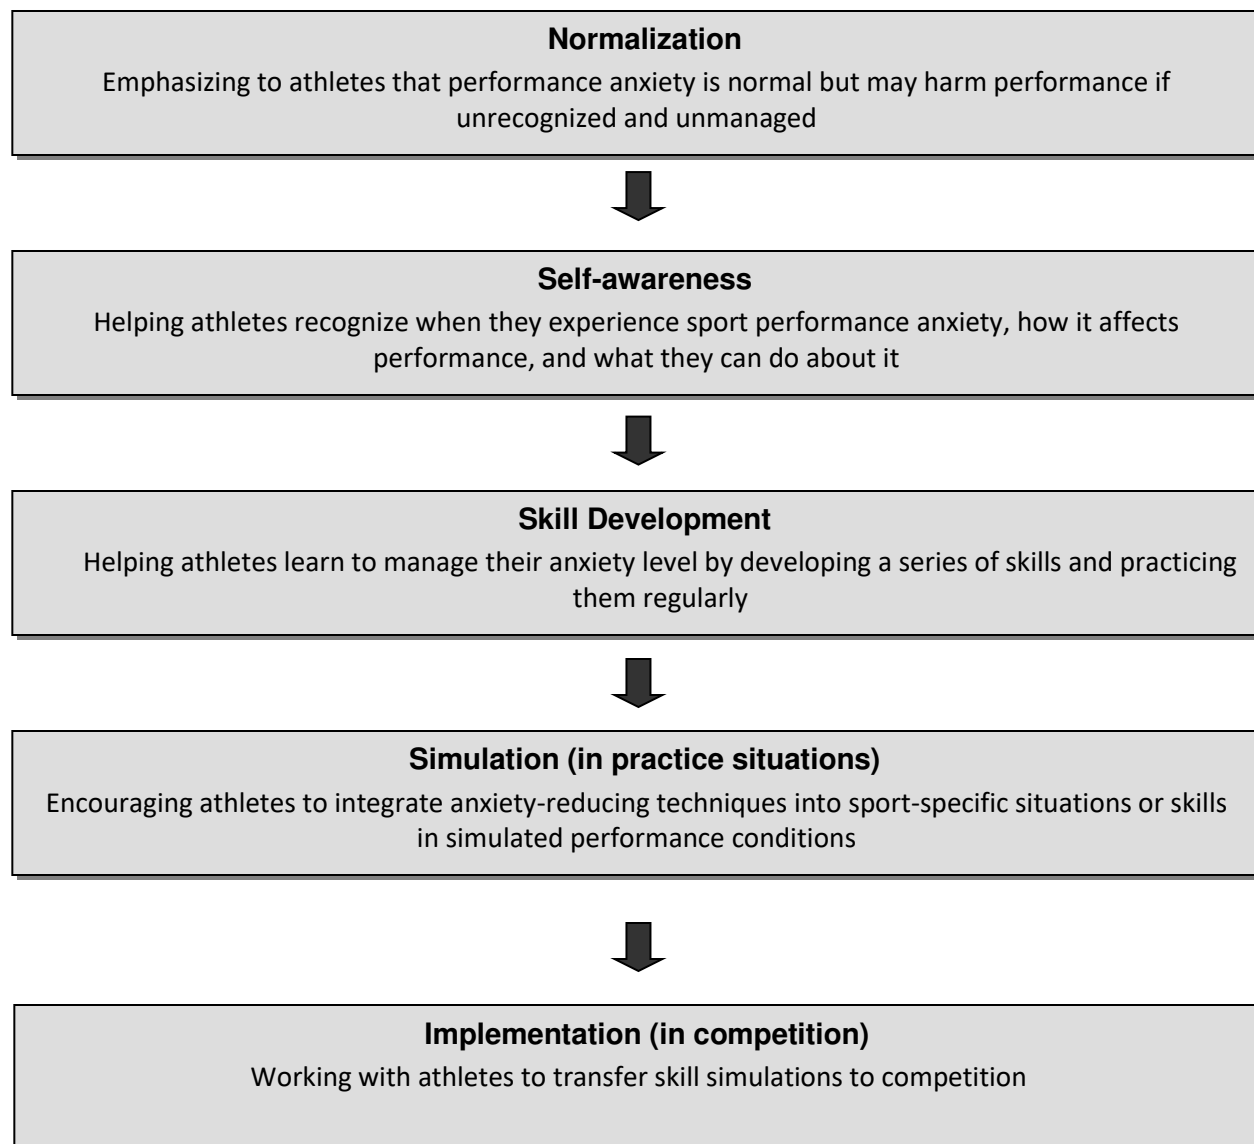 Normalization
Emphasizing to athletes that performance anxiety is normal but may harm performance if
unrecognized and unmanaged
Self-awareness
Helping athletes recognize when they experience sport performance anxiety, how it affects
performance, and what they can do about it
Skill Development
Helping athletes learn to manage their anxiety level by developing a series of skills and practicing
them regularly
Simulation (in practice situations)
Encouraging athletes to integrate anxiety-reducing techniques into sport-specific situations or skills
in simulated performance conditions
Implementation (in competition)
Working with athletes to transfer skill simulations to competition